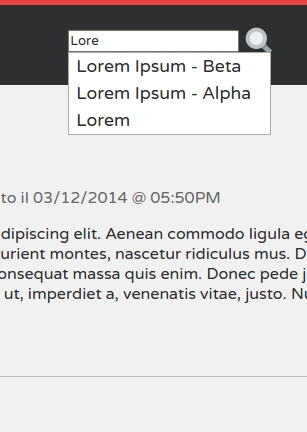 Lore
Lorem Ipsum - Beta
Lorem Ipsum - Alpha
Lorem
to il 03/12/2014 @ 05:50PM
dipiscing elit. Aenean commodo ligula eg
urient montes, nascetur ridiculus mus. D
onsequat massa quis enim. Donec pede j
ut, imperdiet a, venenatis vitae, justo. Nu